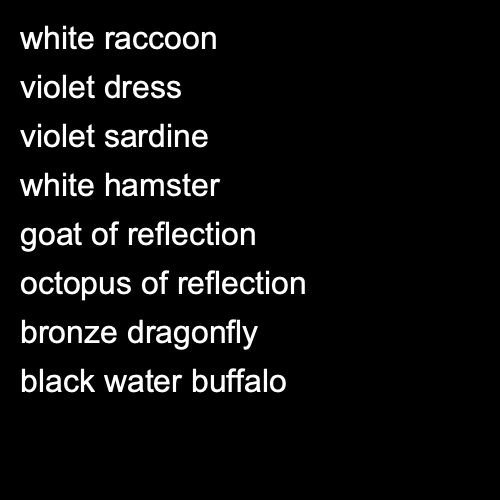 white raccoon
violet dress
violet sardine
white hamster
goat of reflection
octopus of reflection
bronze dragonfly
black water buffalo